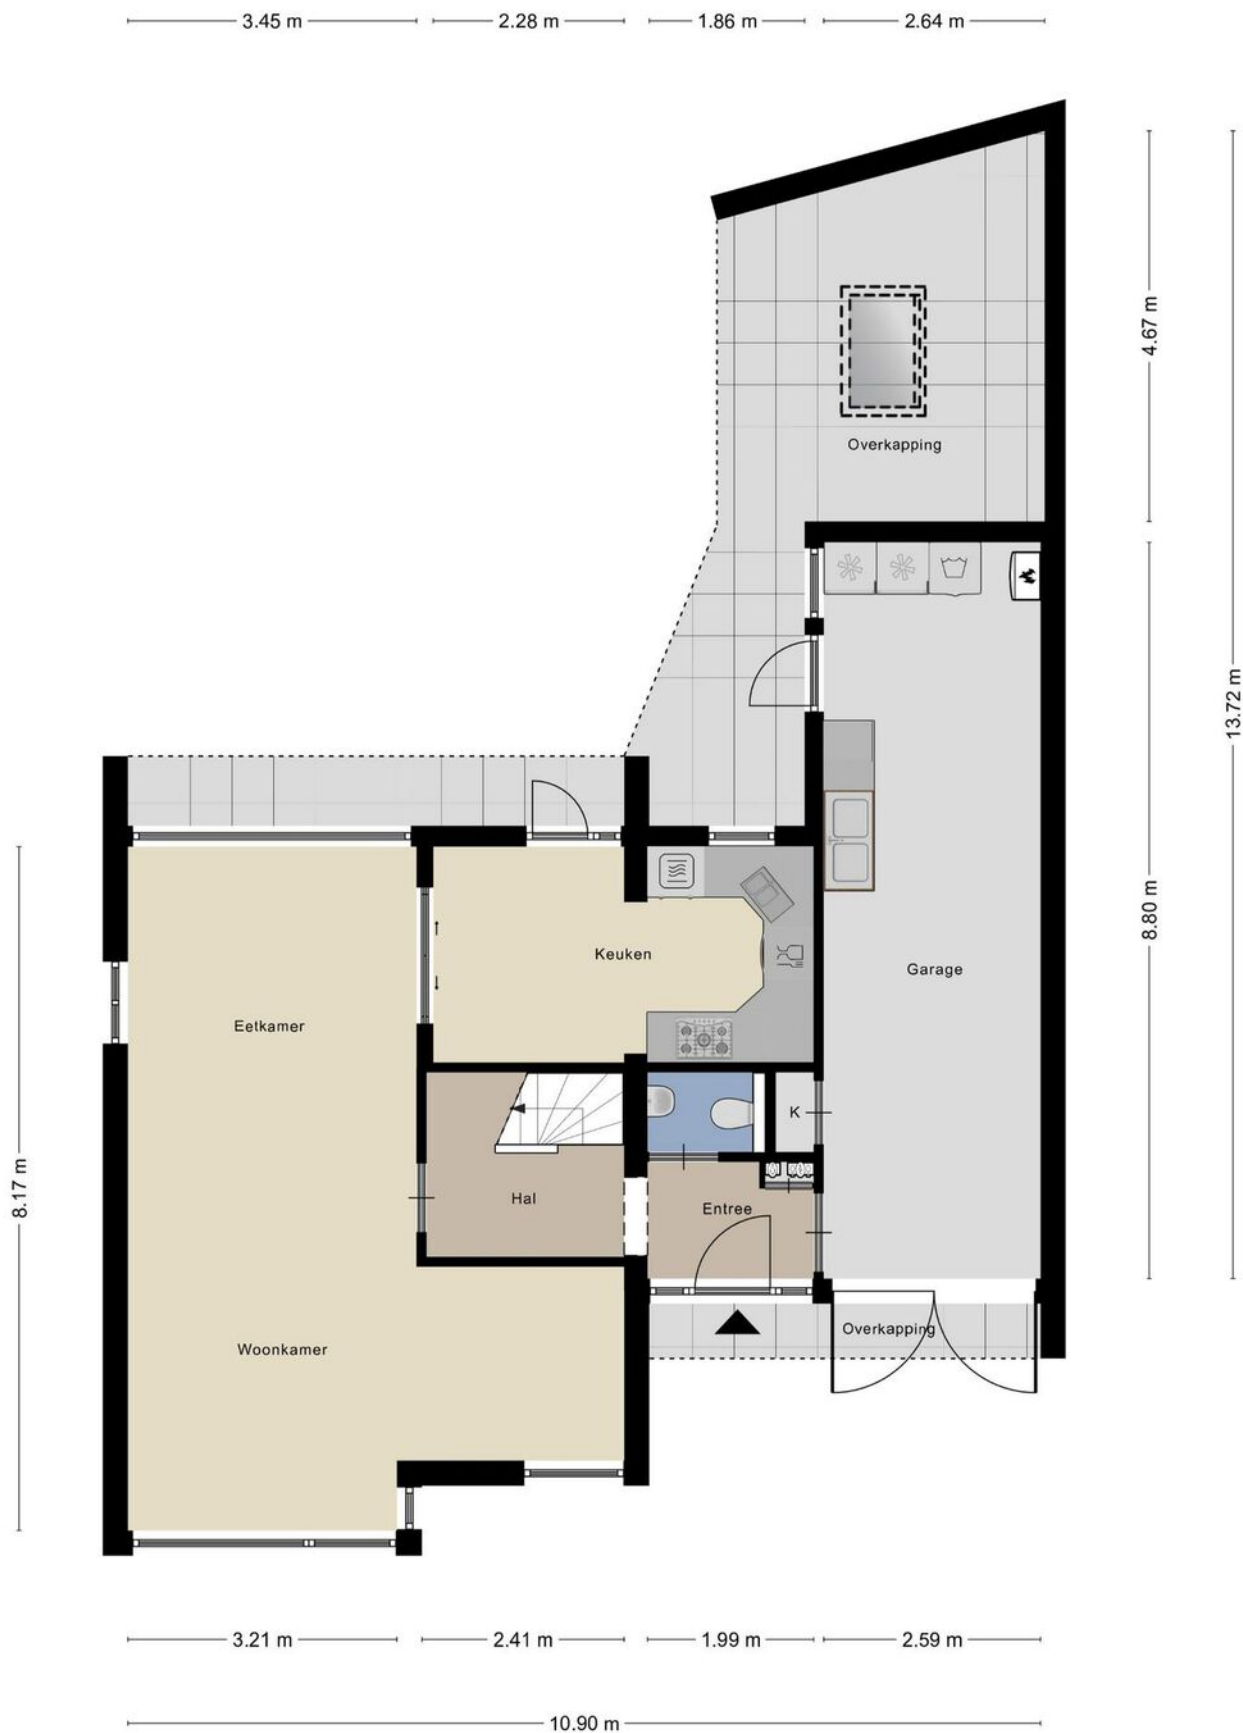 3.45 m 2.28 m 1.86 m 2.64 m
4.67 m
Overkapping
13.72 m
8.80 m
Keuken
Garage
Eetkamer
K
8.17 m
Hal
Entree
Overkapping
Woonkamer
3.21 m 2.41 m 1.99 m 2.59 m
10.90 m